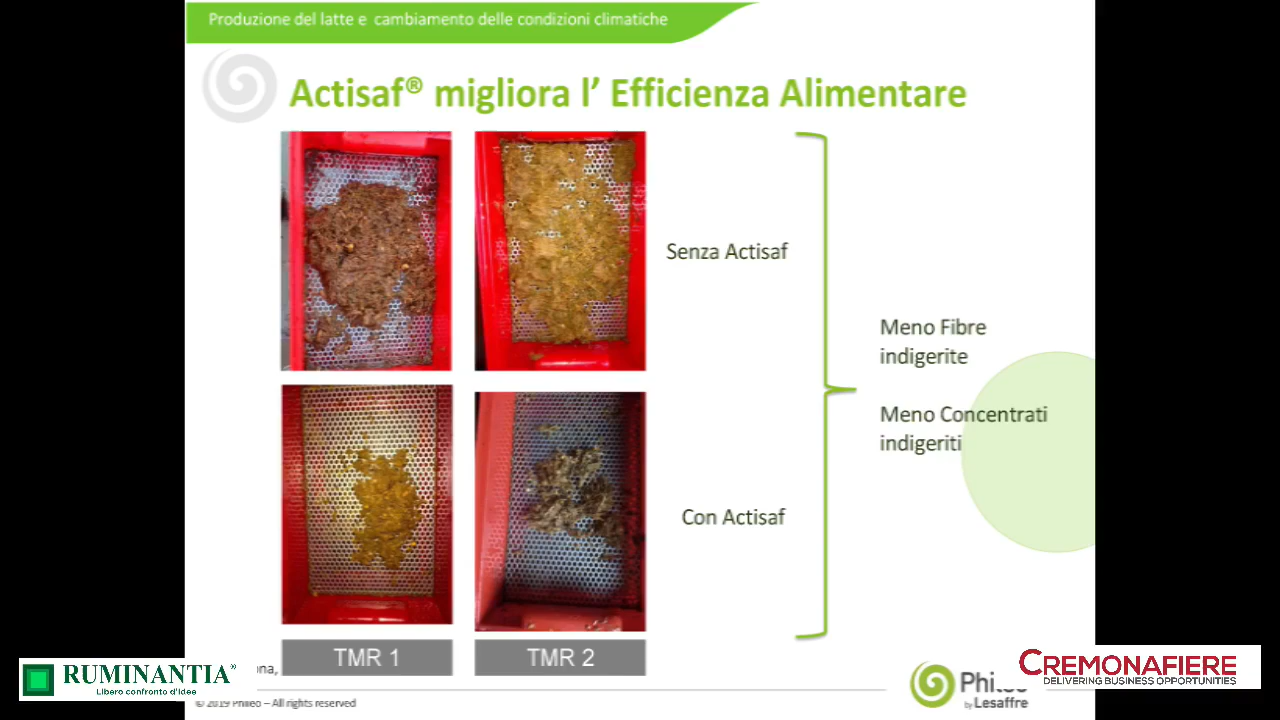 Produzione del latte e cambiamento delle condizioni climatiche
Actisaf® migliora l’ Efficienza Alimentare
Senza Actisaf
Meno Fibre
indigerite
Meno Concentrati
indigeriti
Con Actisaf
TMR 1
TMR 2
RUMINANTIA®
Libero confronto d'Idee
CREMONAFIERE
DELIVERING BUSINESS OPPORTUNITIES
by Lesaffre
© 2019 Phileo – All rights reserved